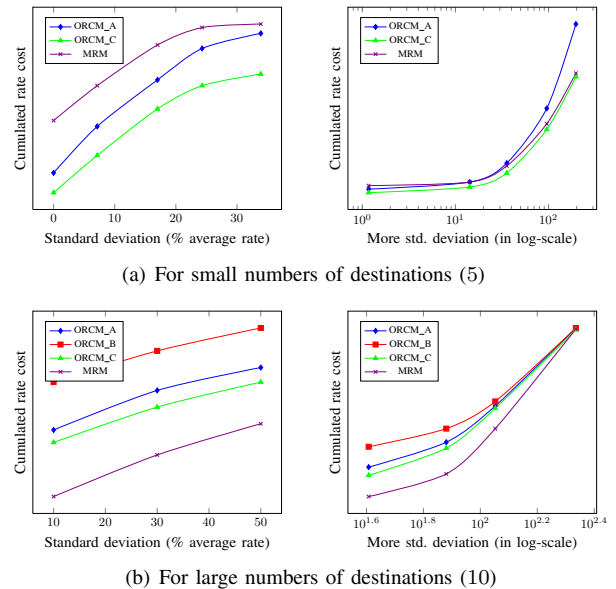 ORCM_A
ORCM_C
MRM
Cumulated rate cost
0 10 20 30
Standard deviation (% average rate)
ORCM_A
ORCM_C
MRM
Cumulated rate cost
10^0 10^1 10^2
More std. deviation (in log-scale)
(a) For small numbers of destinations (5)
ORCM_A
ORCM_B
ORCM_C
MRM
Cumulated rate cost
10 20 30 40 50
Standard deviation (% average rate)
ORCM_A
ORCM_B
ORCM_C
MRM
Cumulated rate cost
10^1.6 10^1.8 10^2 10^2.2 10^2.4
More std. deviation (in log-scale)
(b) For large numbers of destinations (10)